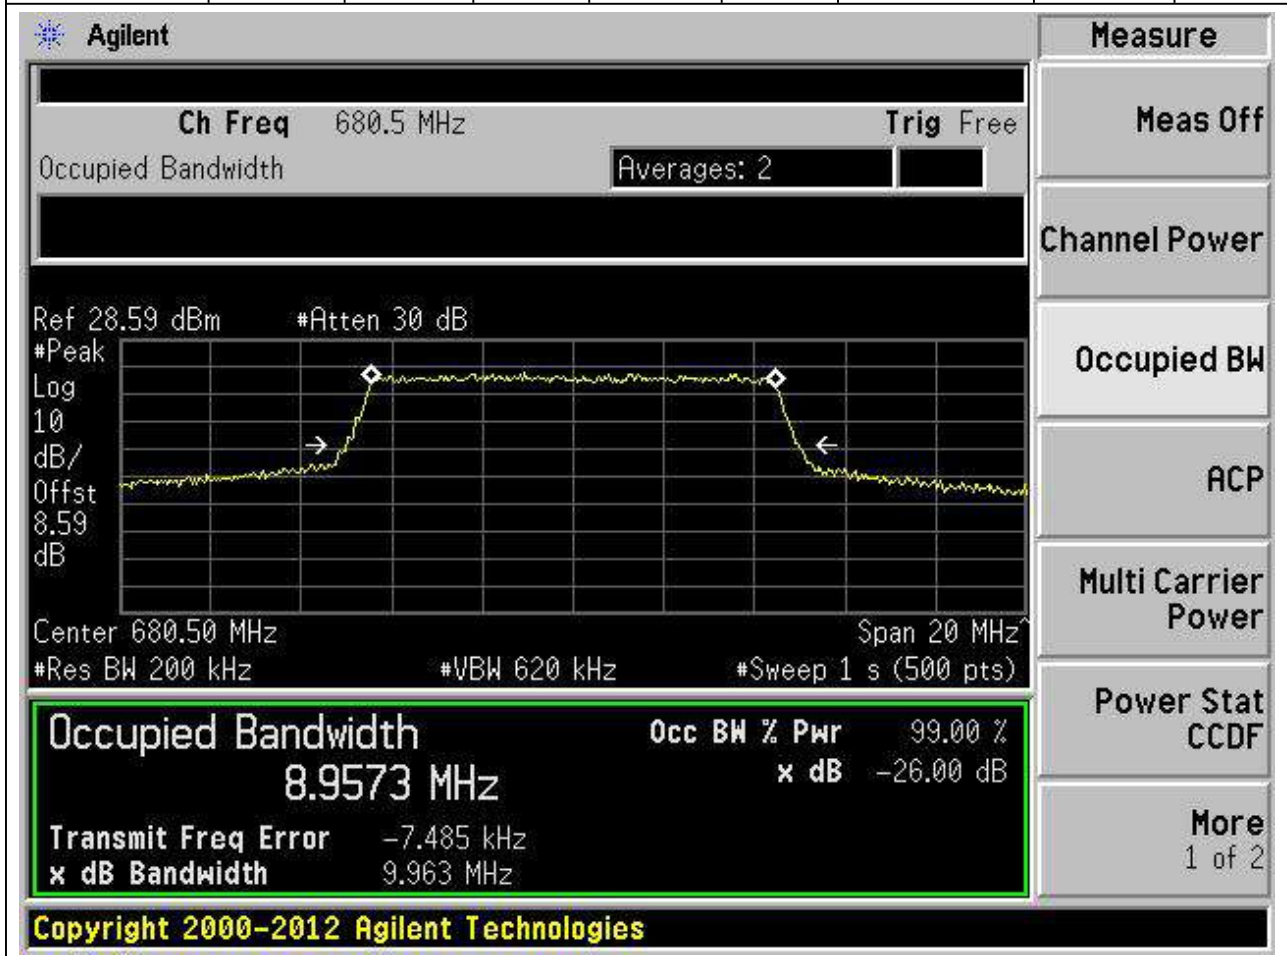 Agilent
Measure
Ch Freq 680.5 MHz Trig Free
Meas Off
Occupied Bandwidth Averages: 2
Channel Power
Ref 28.59 dBm #Atten 30 dB
#Peak
Log
10
dB/
Offst
8.59
dB
Occupied BW
ACP
Center 680.50 MHz Span 20 MHz^
#Res BW 200 kHz #VBW 620 kHz #Sweep 1 s (500 pts)
Multi Carrier
Power
Occupied Bandwidth Occ BW % Pwr 99.00 %
8.9573 MHz x dB -26.00 dB
Power Stat
CCDF
Transmit Freq Error -7.485 kHz
x dB Bandwidth 9.963 MHz
More
1 of 2
Copyright 2000-2012 Agilent Technologies